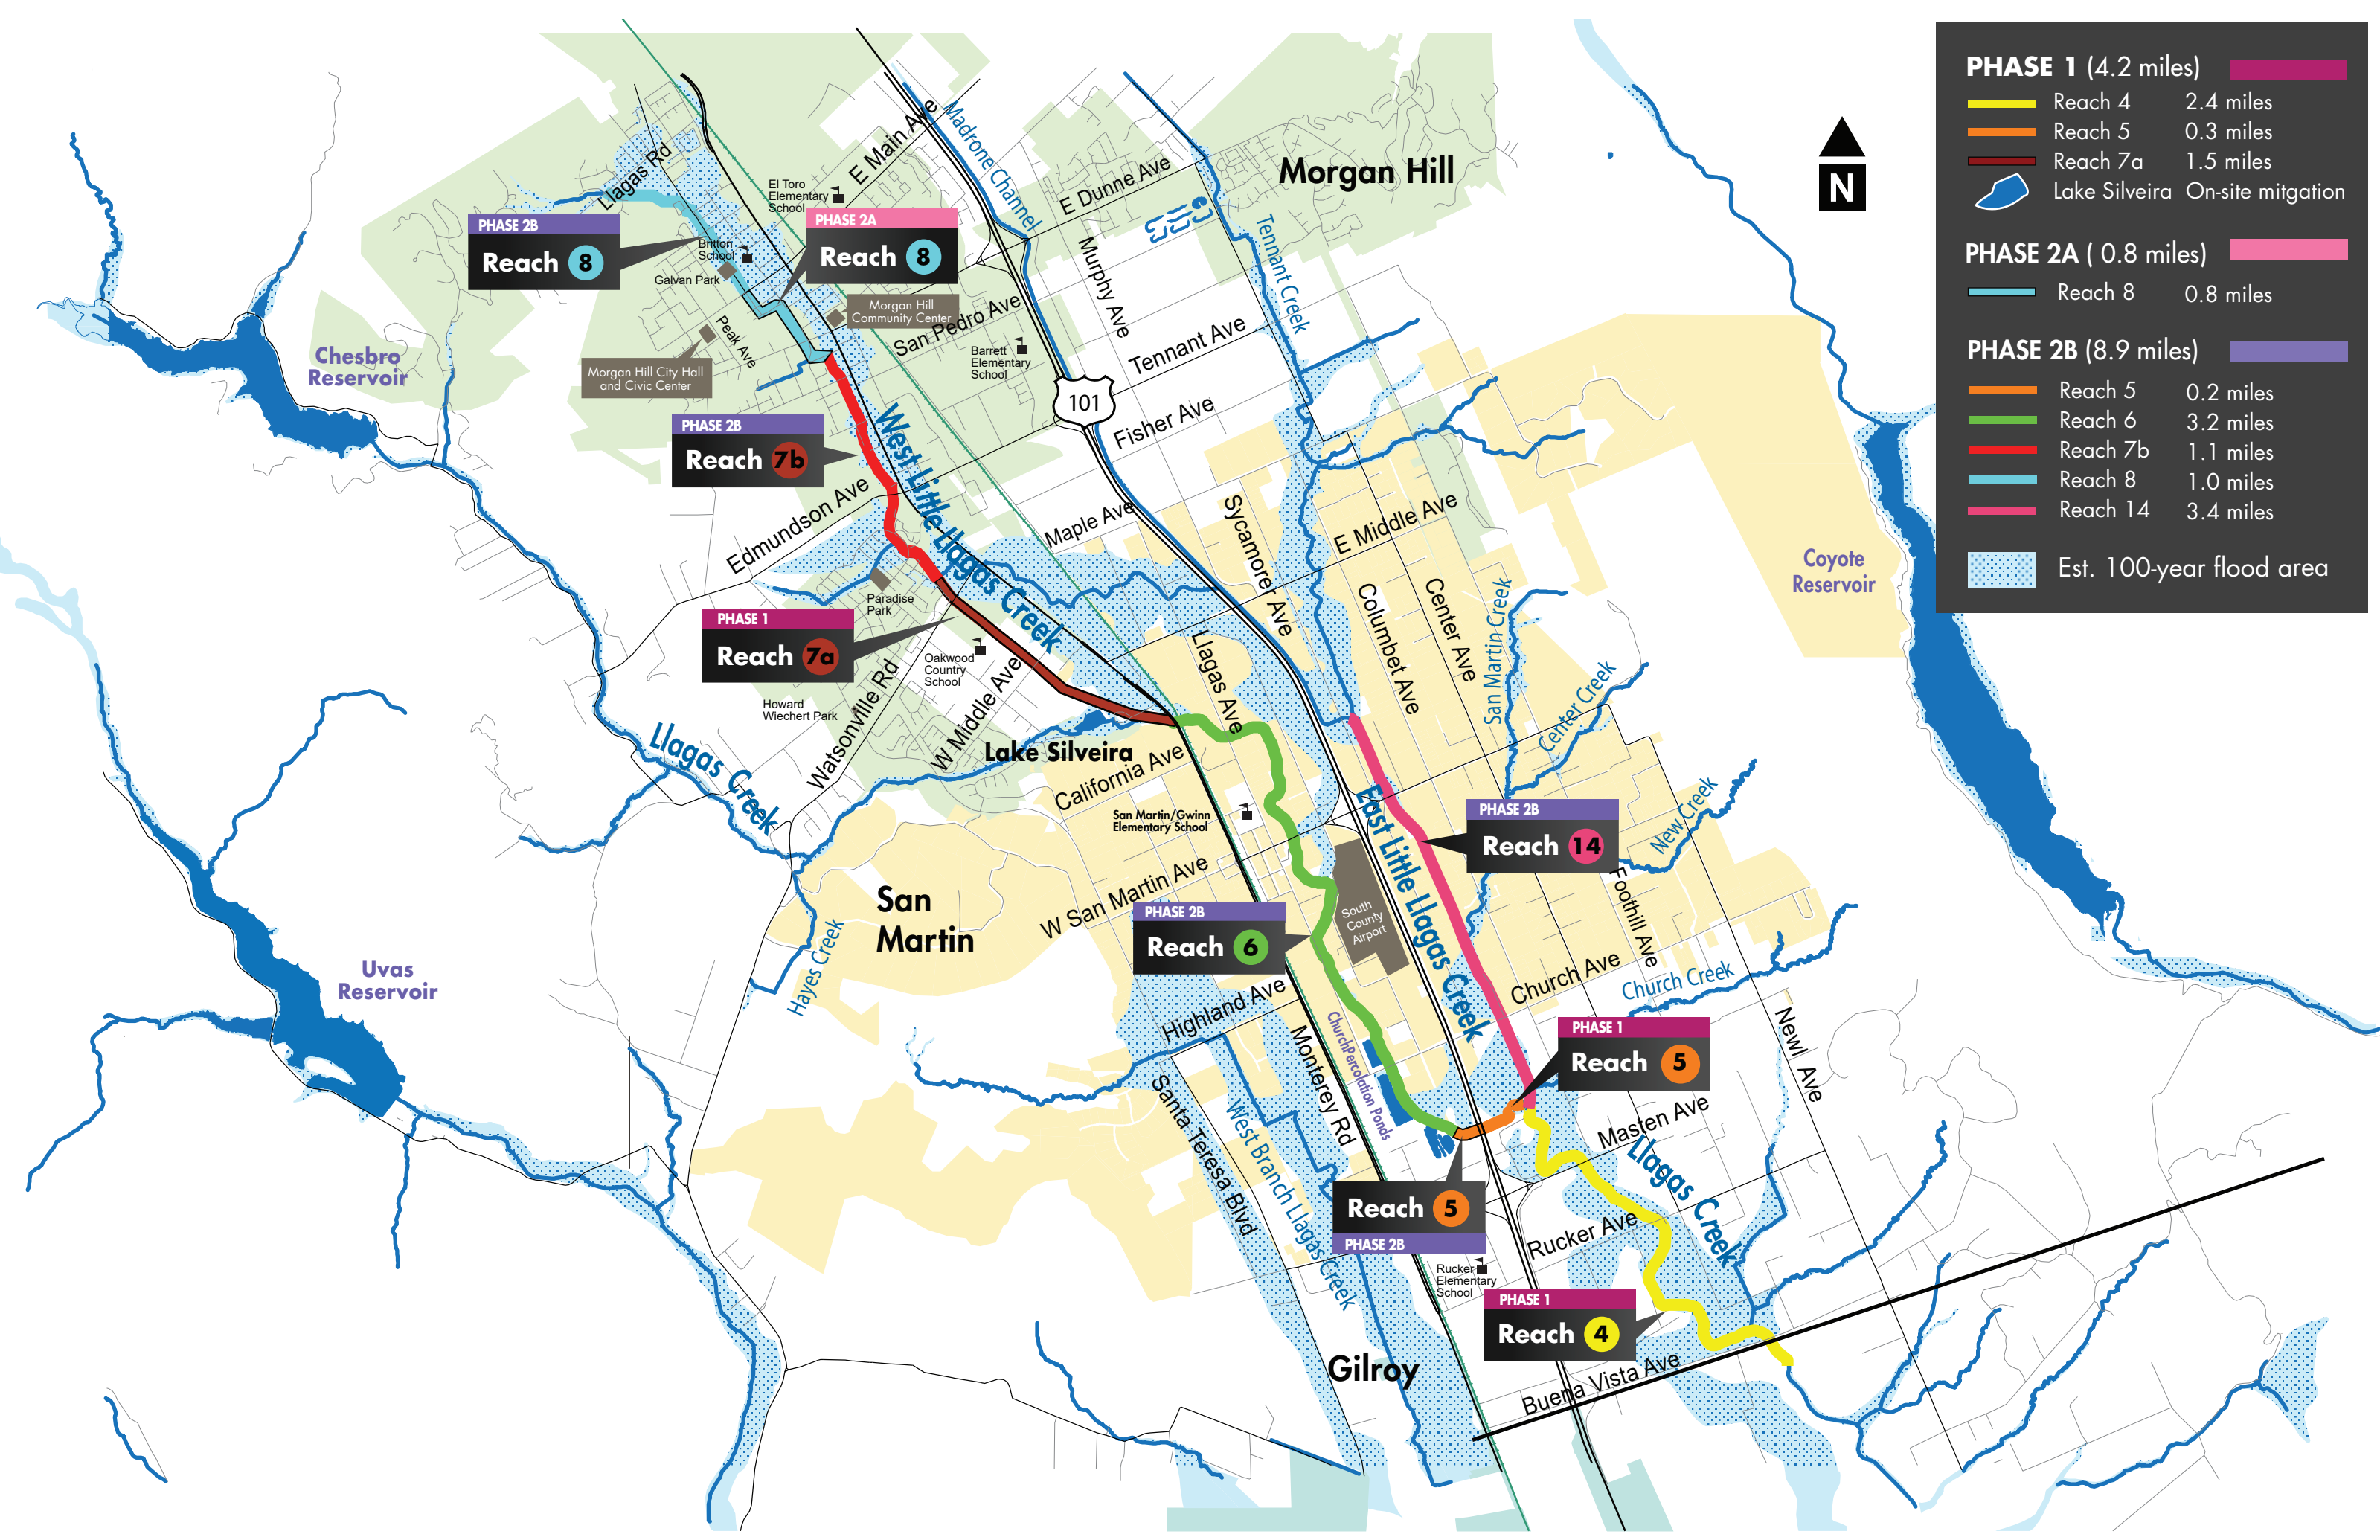 PHASE 1 (4.2 miles)
Reach 4 2.4 miles
Reach 5 0.3 miles
Reach 7a 1.5 miles
Lake Silveira On-site mitgation
PHASE 2A ( 0.8 miles)
Reach 8 0.8 miles
PHASE 2B (8.9 miles)
Reach 5 0.2 miles
Reach 6 3.2 miles
Reach 7b 1.1 miles
Reach 8 1.0 miles
Reach 14 3.4 miles
Est. 100-year flood area
N
Morgan Hill
E Main Ave
Madrone Channel
E Dunne Ave
Llagas Rd
El Toro
Elementary
School
PHASE 2B
Reach 8
PHASE 2A
Reach 8
Britton
School
Galvan Park
Morgan Hill
Community Center
Peak Ave
Morgan Hill City Hall
and Civic Center
San Pedro Ave
Barrett
Elementary
School
Murphy Ave
Tennant Creek
Tennant Ave
101
Fisher Ave
Chesbro
Reservoir
PHASE 2B
Reach 7b
West Little Llagas Creek
Edmundson Ave
Maple Ave
Sycamorer Ave
E Middle Ave
Columbet Ave
Center Ave
San Martin Creek
Center Creek
Coyote
Reservoir
Paradise
Park
PHASE 1
Reach 7a
Oakwood
Country
School
Howard
Wiechert Park
Watsonville Rd
W Middle Ave
Llagas Ave
Lake Silveira
Llagas Creek
California Ave
San Martin/Gwinn
Elementary School
East Little Llagas Creek
PHASE 2B
Reach 14
New Creek
Foothill Ave
San
Martin
W San Martin Ave
PHASE 2B
Reach 6
South
County
Airport
Hayes Creek
Uvas
Reservoir
Highland Ave
Church Ave
Church Creek
ChurchPercolation Ponds
Monterey Rd
PHASE 1
Reach 5
Newl Ave
Masten Ave
Santa Teresa Blvd
West Branch Llagas Creek
Llagas Creek
Reach 5
PHASE 2B
Rucker Ave
Rucker
Elementary
School
PHASE 1
Reach 4
Gilroy
Buena Vista Ave